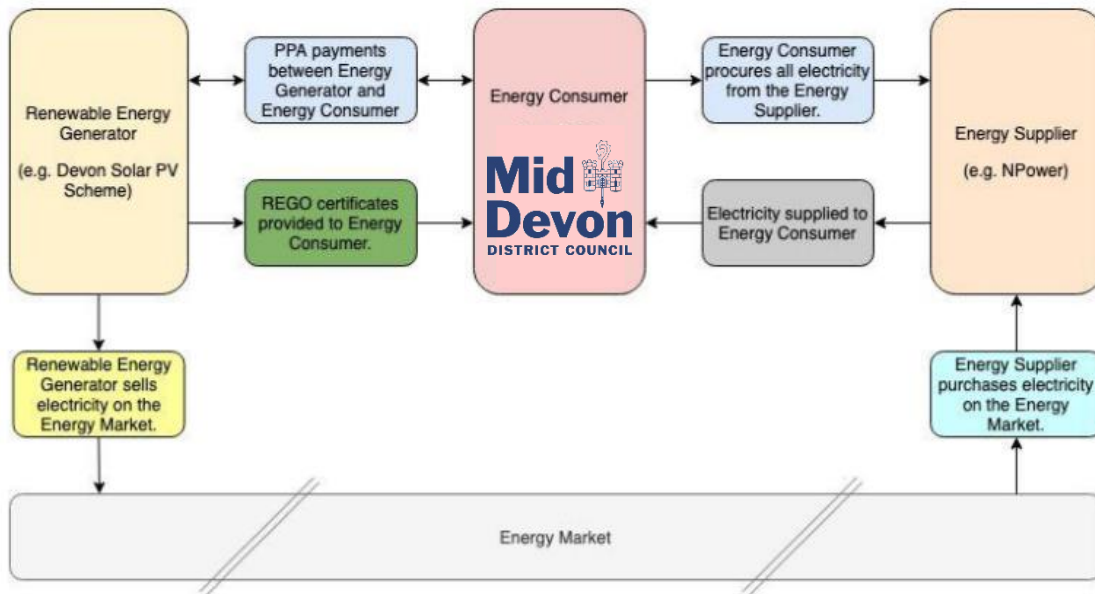 Renewable Energy
Generator
(e.g. Devon Solar PV
Scheme)
PPA payments
between Energy
Generator and
Energy Consumer
REGO certificates
provided to Energy
Consumer.
Energy Consumer
Mid
Devon
DISTRICT COUNCIL
Energy Consumer
procures all electricity
from the Energy
Supplier.
Electricity supplied to
Energy Consumer
Energy Supplier
(e.g. NPower)
Renewable Energy
Generator sells
electricity on the
Energy Market.
Energy Supplier
purchases electricity
on the Energy
Market.
Energy Market